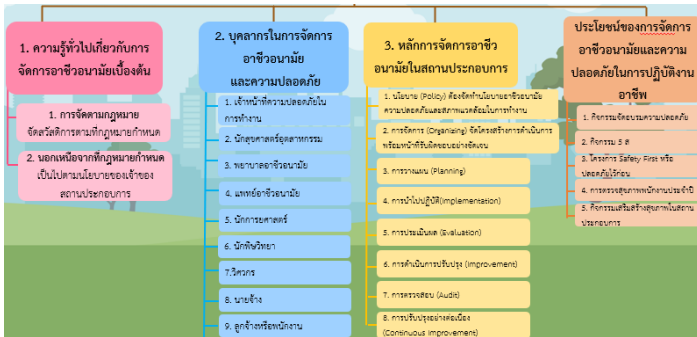 1. ความรู้ทั่วไปเกี่ยวกับการ
จัดการอาชีวอนามัยเบื้องต้น
1. การจัดตามกฎหมาย
จัดสวัสดิการตามที่กฎหมายกำหนด
2. นอกเหนือจากที่กฎหมายกำหนด
เป็นไปตามนโยบายของเจ้าของ
สถานประกอบการ
2. บุคลากรในการจัดการ
อาชีวอนามัย
และความปลอดภัย
1. เจ้าหน้าที่ความปลอดภัยใน
การทำงาน
2. นักสุขศาสตร์อุตสาหกรรม
3. พยาบาลอาชีวอนามัย
4. แพทย์อาชีวอนามัย
5. นักการยศาสตร์
6. นักพิษวิทยา
7.วิศวกร
8. นายจ้าง
9. ลูกจ้างหรือพนักงาน
3. หลักการจัดการอาชีว
อนามัยในสถานประกอบการ
1. นโยบาย (Policy) ต้องจัดทำนโยบายอาชีวอนามัย
ความปลอดภัยและสภาพแวดล้อมในการทำงาน
2. การจัดการ (Organizing) จัดโครงสร้างการดำเนินการ
พร้อมหน้าที่รับผิดชอบอย่างชัดเจน
3. การวางแผน (Planning)
4. การนำไปปฏิบัติ(Implementation)
5. การประเมินผล (Evaluation)
6. การดำเนินการปรับปรุง (Improvement)
7. การตรวจสอบ (Audit)
8. การปรับปรุงอย่างต่อเนื่อง
(Continuous Improvement)
ประโยชน์ของการจัดการ
อาชีวอนามัยและความ
ปลอดภัยในการปฏิบัติงาน
อาชีพ
1. กิจกรรมจัดอบรมความปลอดภัย
2. กิจกรรม 5 ส
3. โครงการ Safety First หรือ
ปลอดภัยไว้ก่อน
4. การตรวจสุขภาพพนักงานประจำปี
5. กิจกรรมเสริมสร้างสุขภาพในสถาน
ประกอบการ